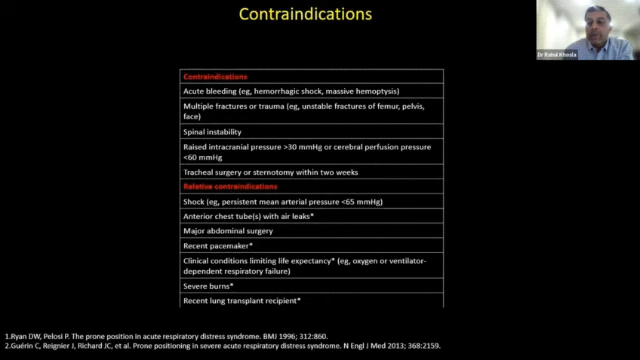 Contraindications
Dr Rahul Khosla
Contraindications
Acute bleeding (eg, hemorrhagic shock, massive hemoptysis)
Multiple fractures or trauma (eg, unstable fractures of femur, pelvis,
face)
Spinal instability
Raised intracranial pressure >30 mmHg or cerebral perfusion pressure
<60 mmHg
Tracheal surgery or sternotomy within two weeks
Relative contraindications
Shock (eg, persistent mean arterial pressure <65 mmHg)
Anterior chest tube(s) with air leaks*
Major abdominal surgery
Recent pacemaker*
Clinical conditions limiting life expectancy* (eg, oxygen or ventilator-
dependent respiratory failure)
Severe burns*
Recent lung transplant recipient*
1.Ryan DW, Pelosi P. The prone position in acute respiratory distress syndrome. BMJ 1996; 312:860.
2.Guérin C, Reignier J, Richard JC, et al. Prone positioning in severe acute respiratory distress syndrome. N Engl J Med 2013; 368:2159.